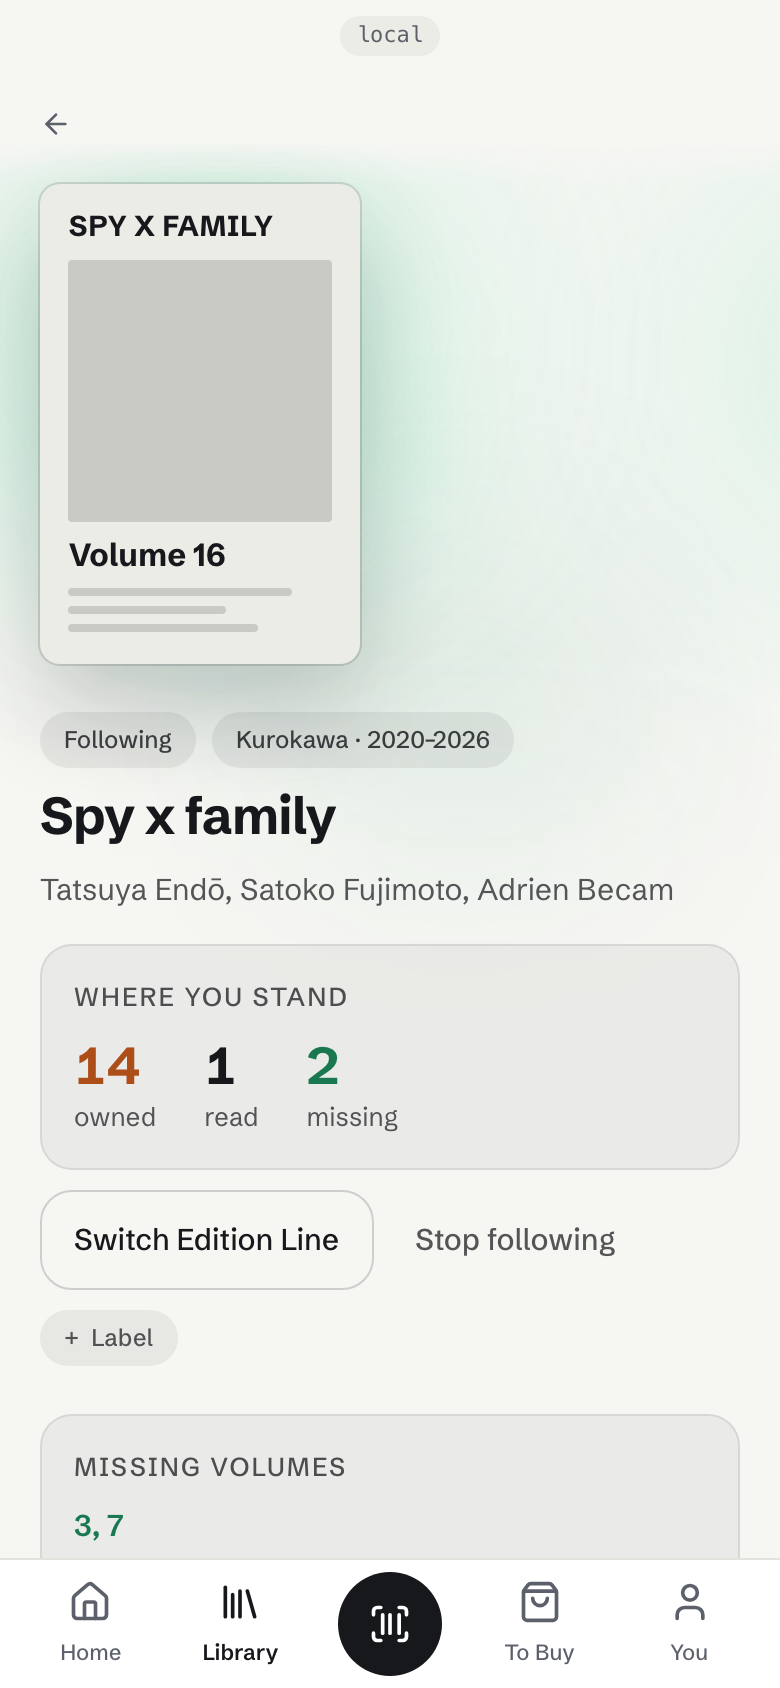 local
SPY X FAMILY
Volume 16
Following
Kurokawa · 2020–2026
Spy x family
Tatsuya Endō, Satoko Fujimoto, Adrien Becam
WHERE YOU STAND
14 1 2
owned read missing
Switch Edition Line
Stop following
+ Label
MISSING VOLUMES
3, 7
Home Library To Buy You